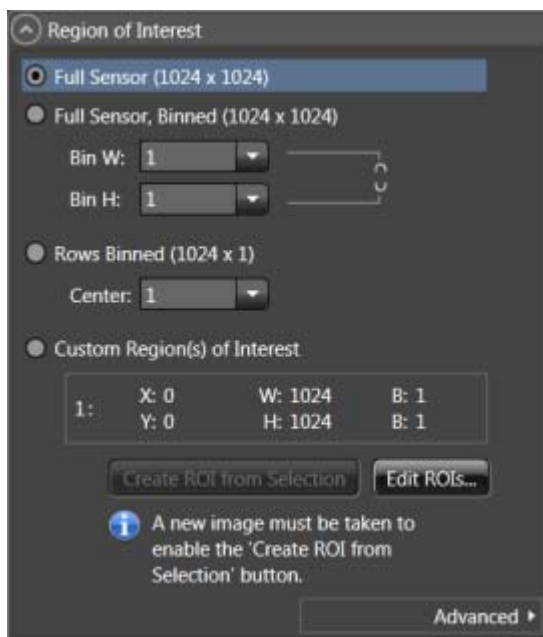 Region of Interest
Full Sensor (1024 x 1024)
Full Sensor, Binned (1024 x 1024)
Bin W: 1
Bin H: 1
Rows Binned (1024 x 1)
Center: 1
Custom Region(s) of Interest
1: X: 0 W: 1024 B: 1
Y: 0 H: 1024 B: 1
Create ROI from Selection Edit ROIs...
A new image must be taken to
enable the 'Create ROI from
Selection' button.
Advanced